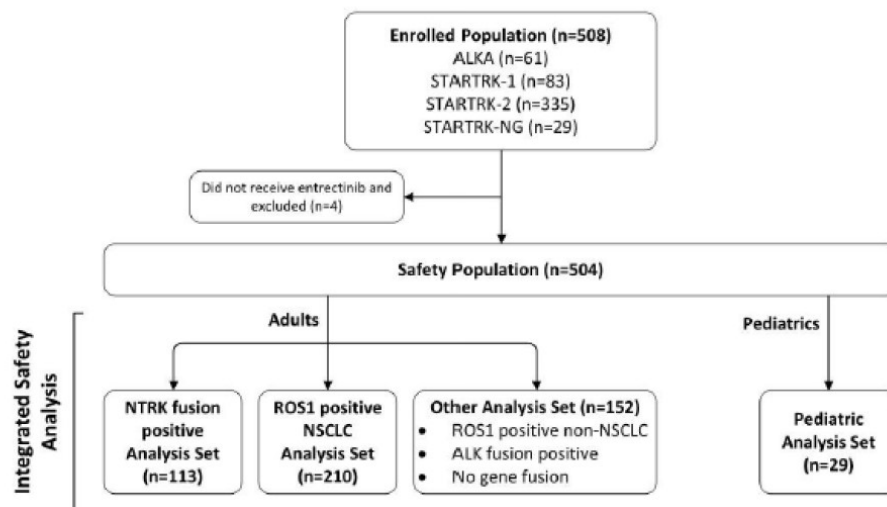 Enrolled Population (n=508)
ALKA (n=61)
STARTRK-1 (n=83)
STARTRK-2 (n=335)
STARTRK-NG (n=29)
Did not receive entrectinib and
excluded (n=4)
Safety Population (n=504)
Integrated Safety
Analysis
Adults
Pediatrics
NTRK fusion
positive
Analysis Set
(n=113)
ROS1 positive
NSCLC
Analysis Set
(n=210)
Other Analysis Set (n=152)
• ROS1 positive non-NSCLC
• ALK fusion positive
• No gene fusion
Pediatric
Analysis Set
(n=29)